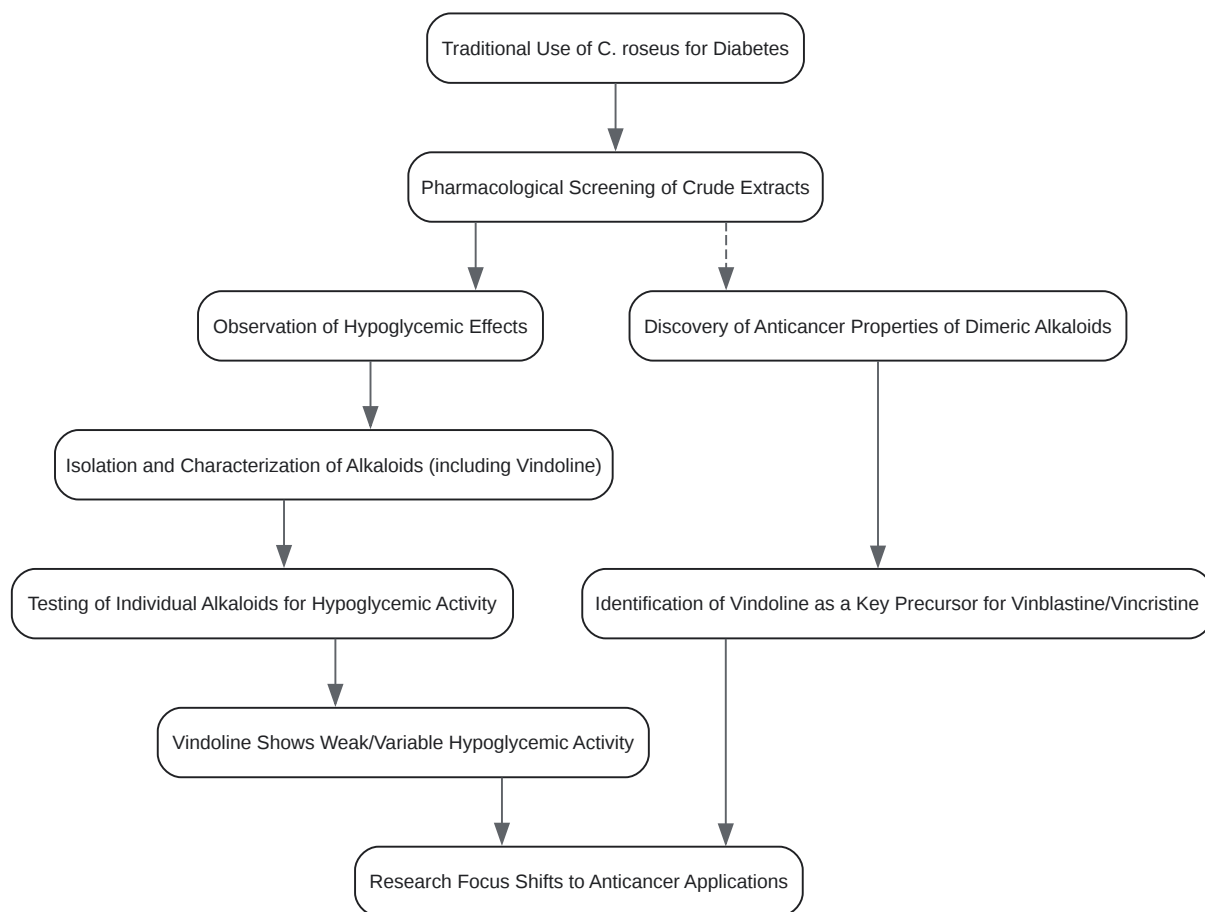 Traditional Use of C. roseus for Diabetes
Pharmacological Screening of Crude Extracts
Observation of Hypoglycemic Effects
Discovery of Anticancer Properties of Dimeric Alkaloids
Isolation and Characterization of Alkaloids (including Vindoline)
Testing of Individual Alkaloids for Hypoglycemic Activity
Identification of Vindoline as a Key Precursor for Vinblastine/Vincristine
Vindoline Shows Weak/Variable Hypoglycemic Activity
Research Focus Shifts to Anticancer Applications